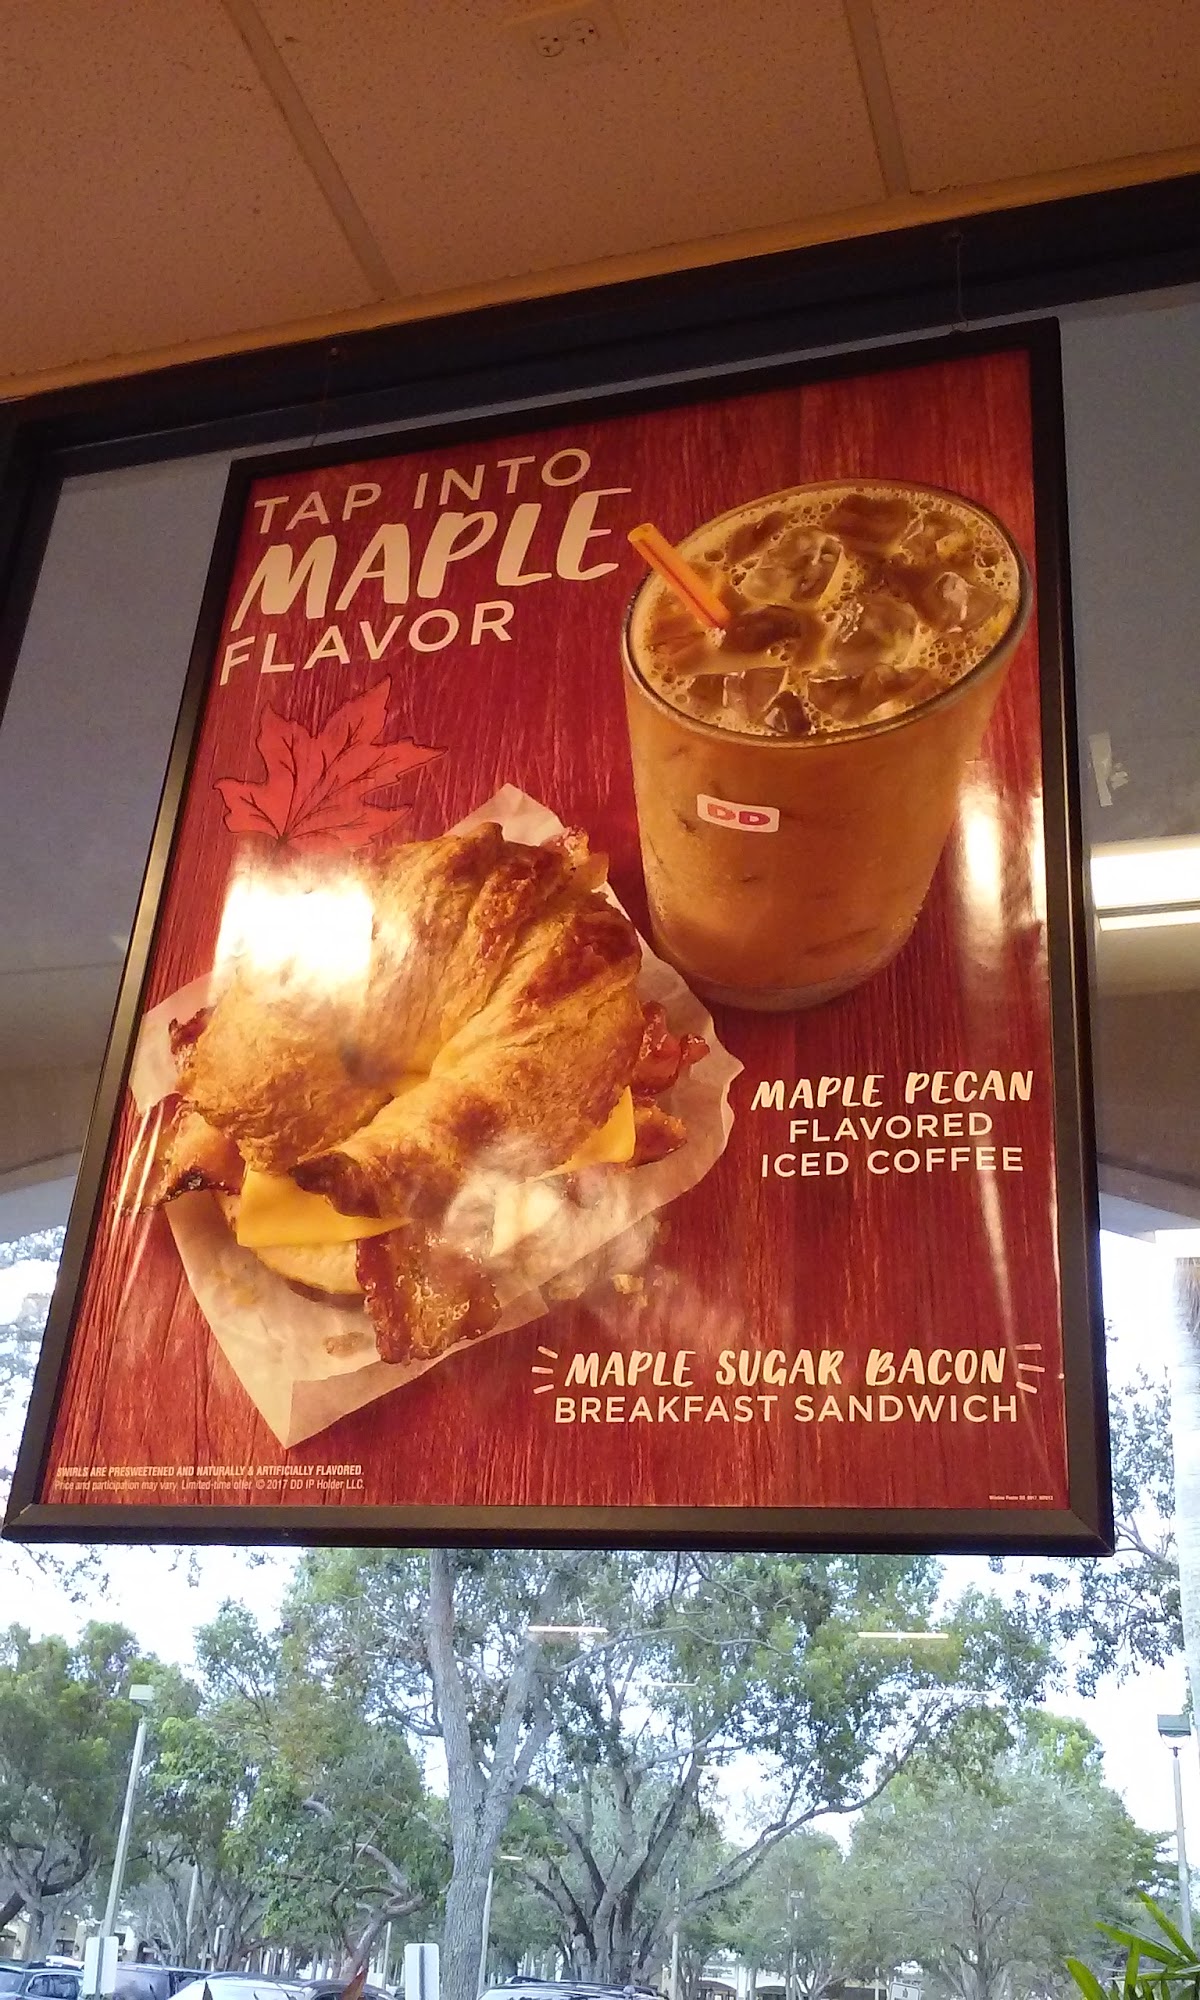 TAP INTO
MAPLE
FLAVOR
DD
MAPLE PECAN
FLAVORED
ICED COFFEE
MAPLE SUGAR BACON
BREAKFAST SANDWICH
SWIRLS ARE PRESWEETENED AND NATURALLY & ARTIFICIALLY FLAVORED.
Price and participation may vary. Limited-time offer. © 2017 DD IP Holder LLC.